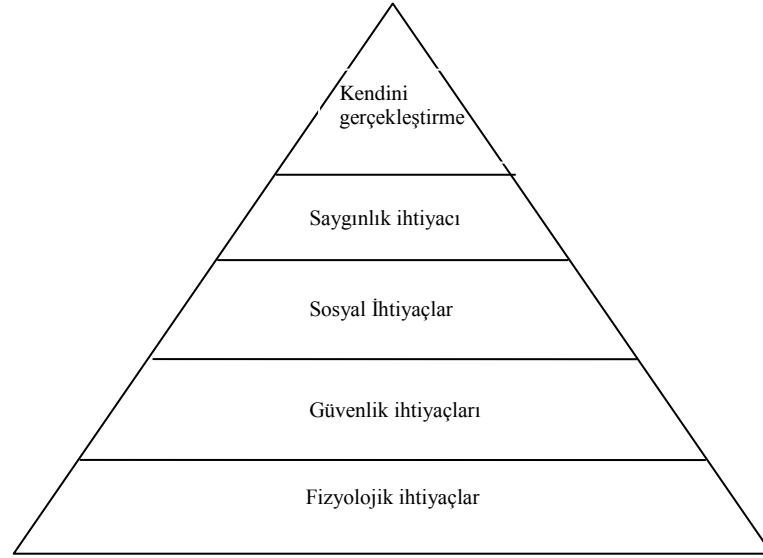 Kendini
gerçekleştirme
Saygınlık ihtiyacı
Sosyal İhtiyaçlar
Güvenlik ihtiyaçları
Fizyolojik ihtiyaçlar